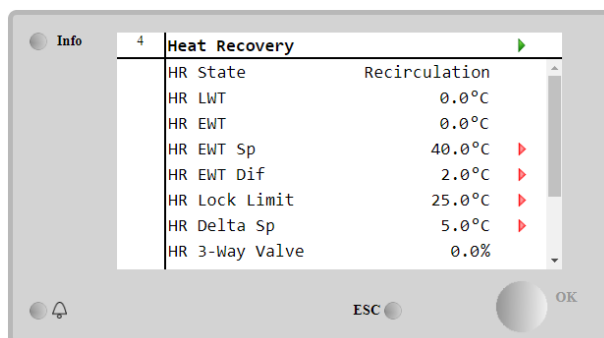 Info
4 Heat Recovery
HR State Recirculation
HR LWT 0.0°C
HR EWT 0.0°C
HR EWT Sp 40.0°C
HR EWT Dif 2.0°C
HR Lock Limit 25.0°C
HR Delta Sp 5.0°C
HR 3-Way Valve 0.0%
ESC
OK